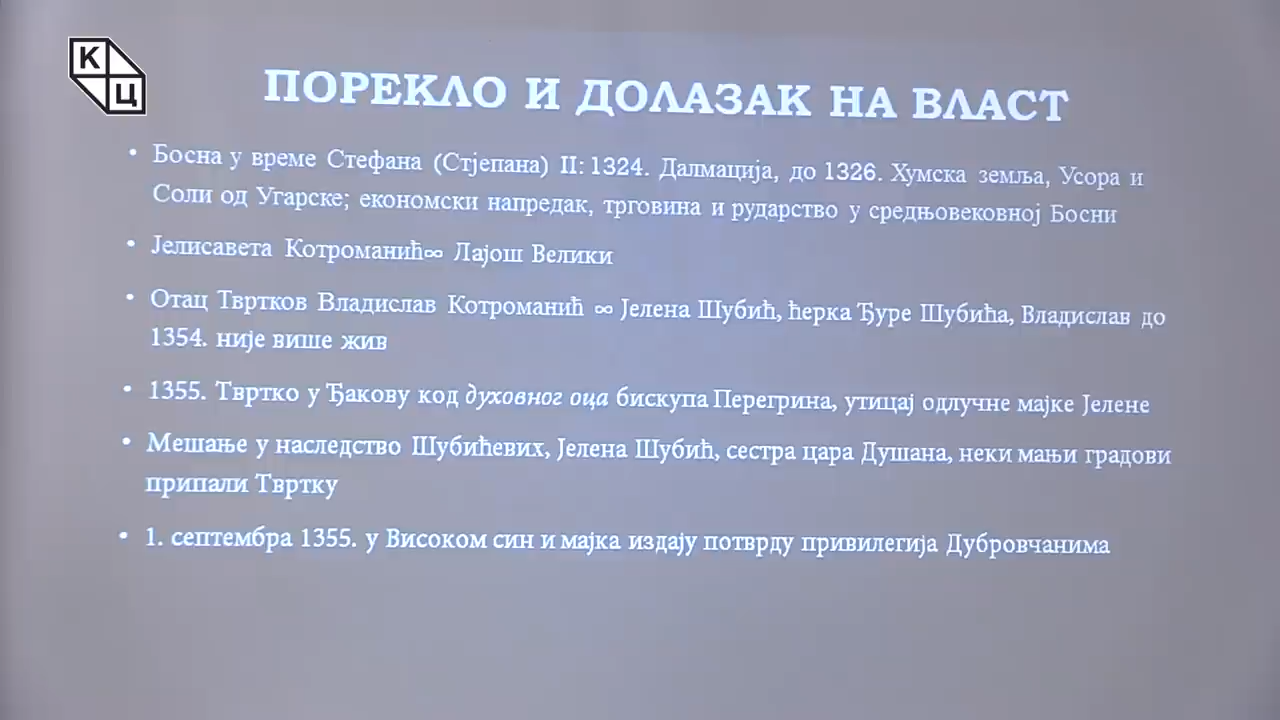 К
Ц
ПОРЕКЛО И ДОЛАЗАК НА ВЛАСТ
• Босна у време Стефана (Стјепана) II: 1324. Далмација, до 1326. Хумска земља, Усора и
Соли од Угарске; економски напредак, трговина и рударство у средњовековној Босни
• Јелисавета Котроманић∞ Лајош Велики
• Отац Твртков Владислав Котроманић ∞ Јелена Шубић, ћерка Ђуре Шубића, Владислав до
1354. није више жив
• 1355. Твртко у Ђакову код духовног оца бискупа Перегрина, утицај одлучне мајке Јелене
• Мешање у наследство Шубићевих, Јелена Шубић, сестра цара Душана, неки мањи градови
припали Твртку
• 1. септембра 1355. у Високом син и мајка издају потврду привилегија Дубровчанима